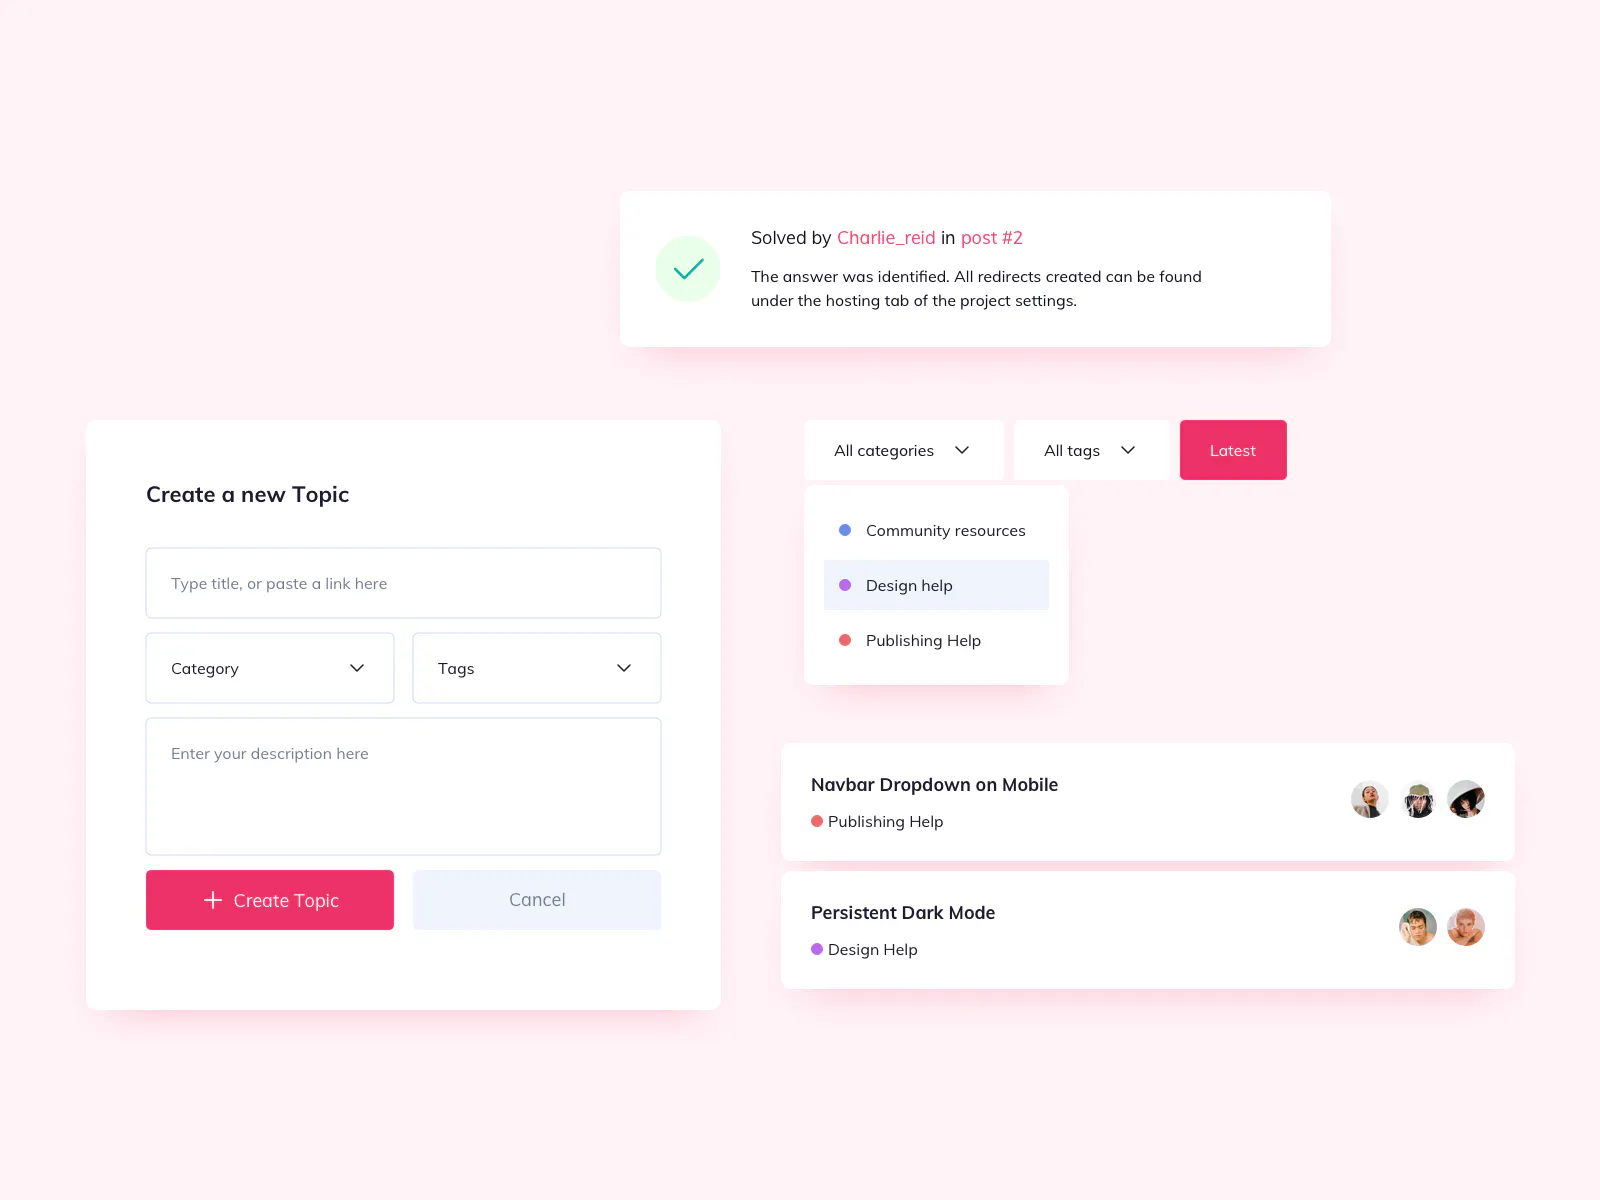 Solved by Charlie_reid in post #2
The answer was identified. All redirects created can be found
under the hosting tab of the project settings.
Create a new Topic
Type title, or paste a link here
Category
Tags
Enter your description here
Create Topic
Cancel
All categories
All tags
Latest
Community resources
Design help
Publishing Help
Navbar Dropdown on Mobile
Publishing Help
Persistent Dark Mode
Design Help